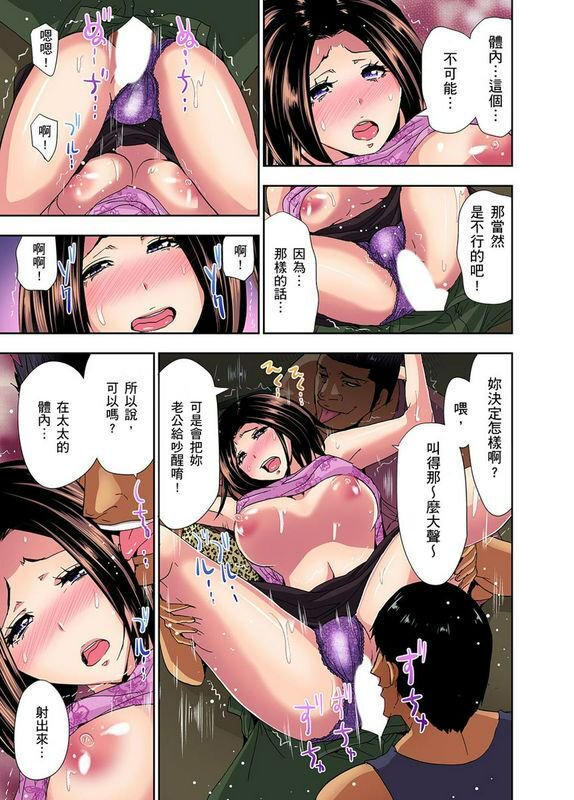 體內…這個…
不可能…
嗯嗯！
啊！
那當然
是不行的吧！
因為…
那樣的話…
啊！
啊啊！
妳決定怎樣啊？
喂，
叫得那～麼大聲～
可是會把妳
老公給吵醒唷！
所以說，
可以嗎？
在太太的
體內…
射出來…